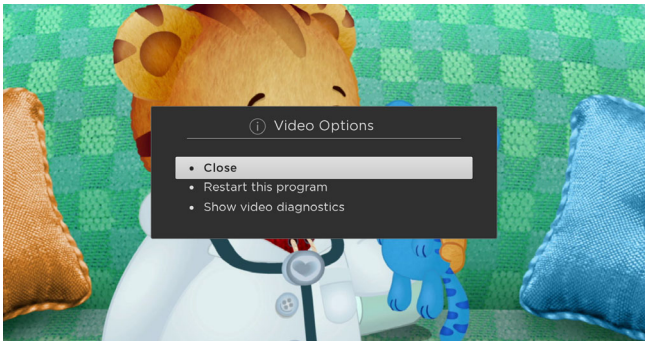 Video Options
Close
Restart this program
Show video diagnostics